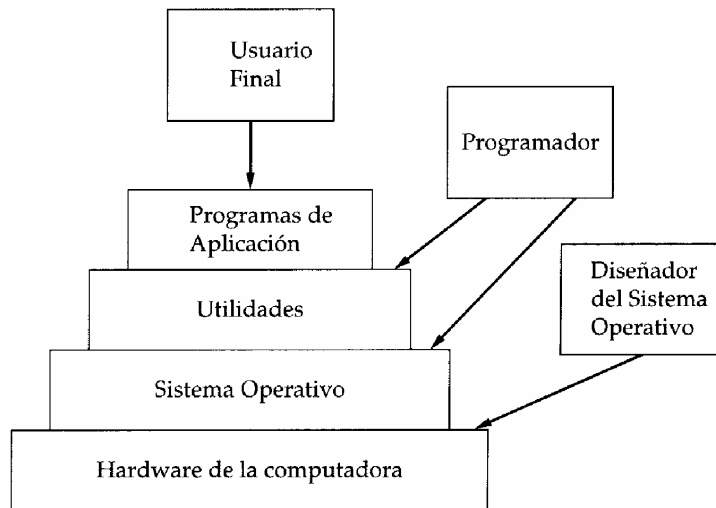 Usuario
Final
Programador
Programas de
Aplicación
Diseñador
del Sistema
Operativo
Utilidades
Sistema Operativo
Hardware de la computadora